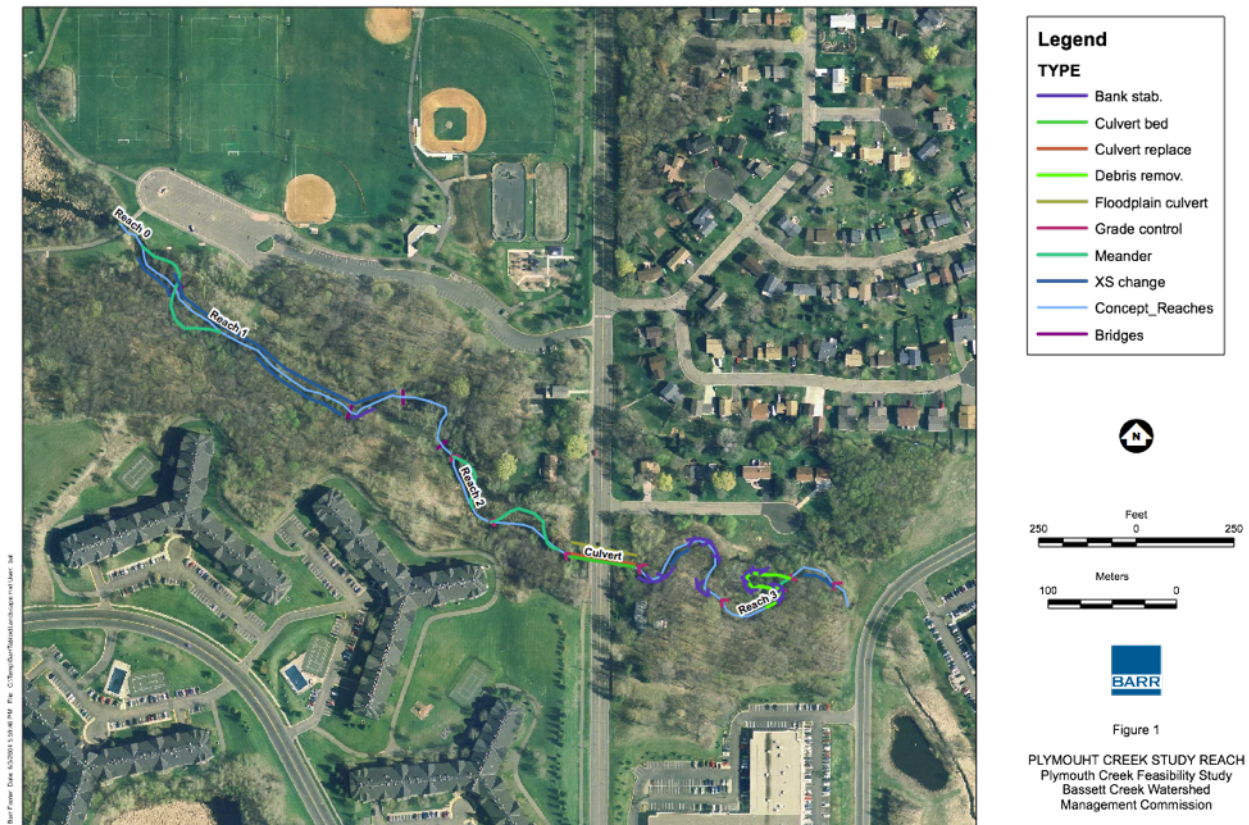 Reach 0
Reach 1
Reach 2
Culvert
Reach 3
Legend
TYPE
Bank stab.
Culvert bed
Culvert replace
Debris remov.
Floodplain culvert
Grade control
Meander
XS change
Concept_Reaches
Bridges
N
Feet
250 0 250
Meters
100 0
BARR
Figure 1
PLYMOUHT CREEK STUDY REACH
Plymouth Creek Feasibility Study
Bassett Creek Watershed
Management Commission